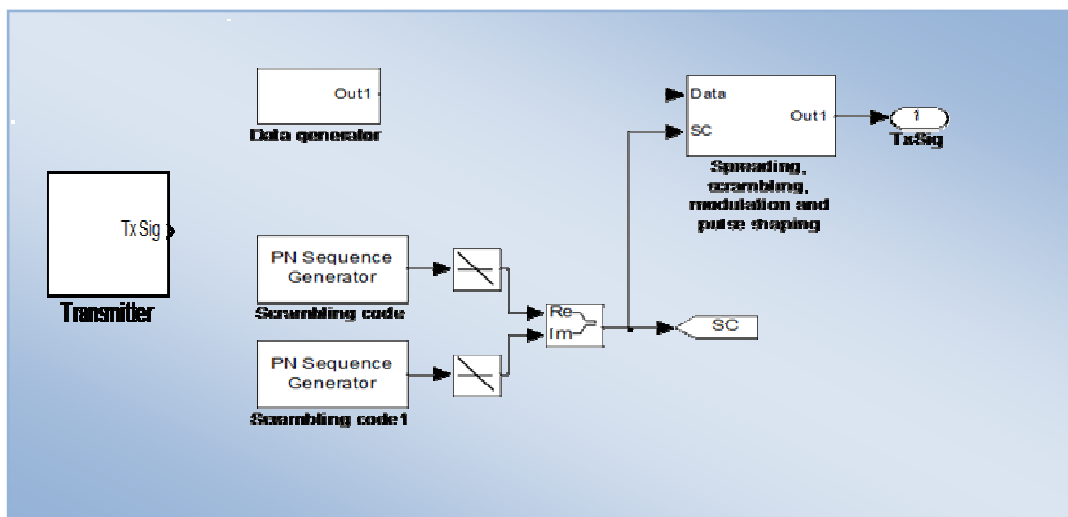 Out1
Data generator
Data
SC
Out1
1
TxSig
Spreading,
scrambling,
modulation and
pulse shaping
Tx Sig
Transmitter
PN Sequence
Generator
Scrambling code
Re
Im
SC
PN Sequence
Generator
Scrambling code1